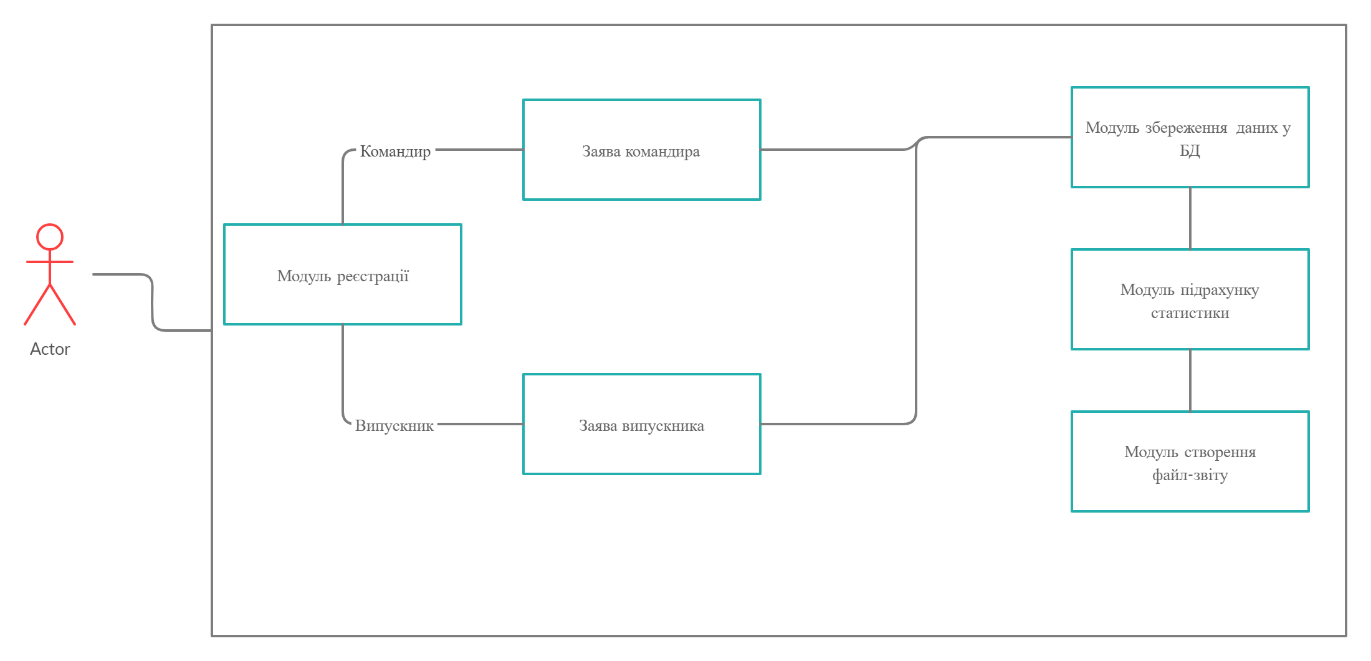 Actor
Модуль реєстрації
Командир
Випускник
Заява командира
Заява випускника
Модуль збереження даних у
БД
Модуль підрахунку
статистики
Модуль створення
файл-звіту